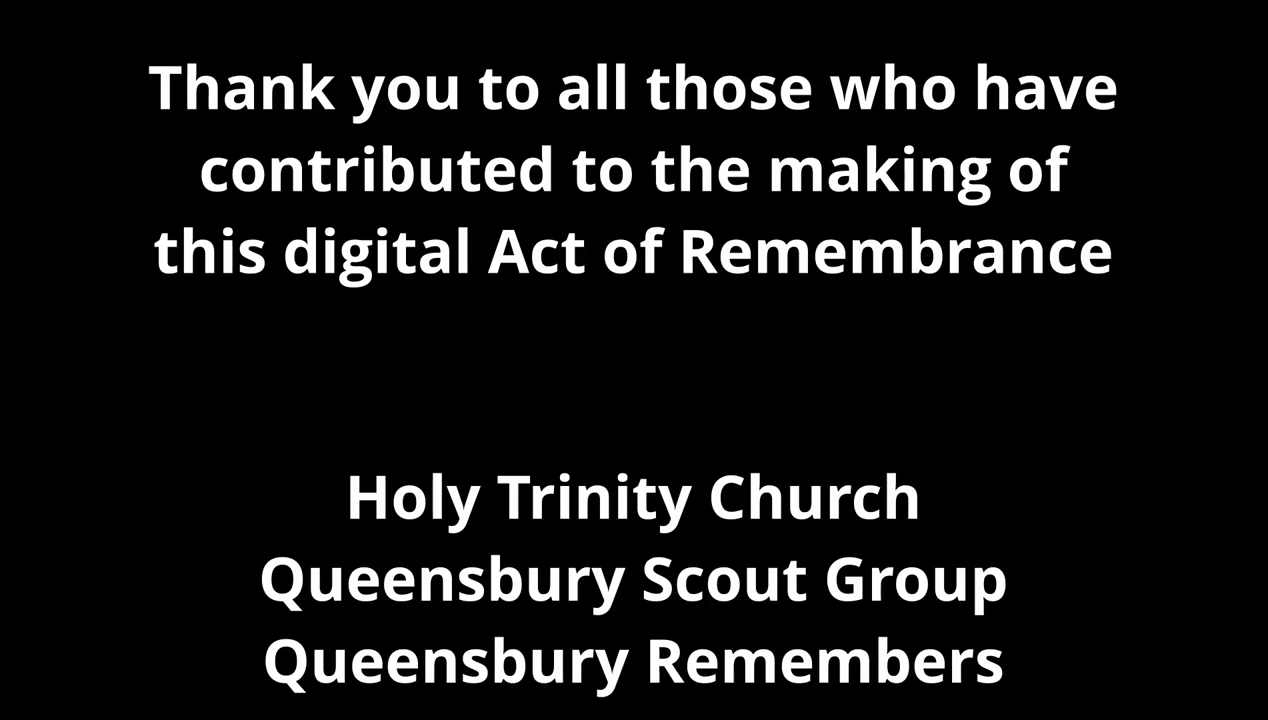 Thank you to all those who have
contributed to the making of
this digital Act of Remembrance
Holy Trinity Church
Queensbury Scout Group
Queensbury Remembers